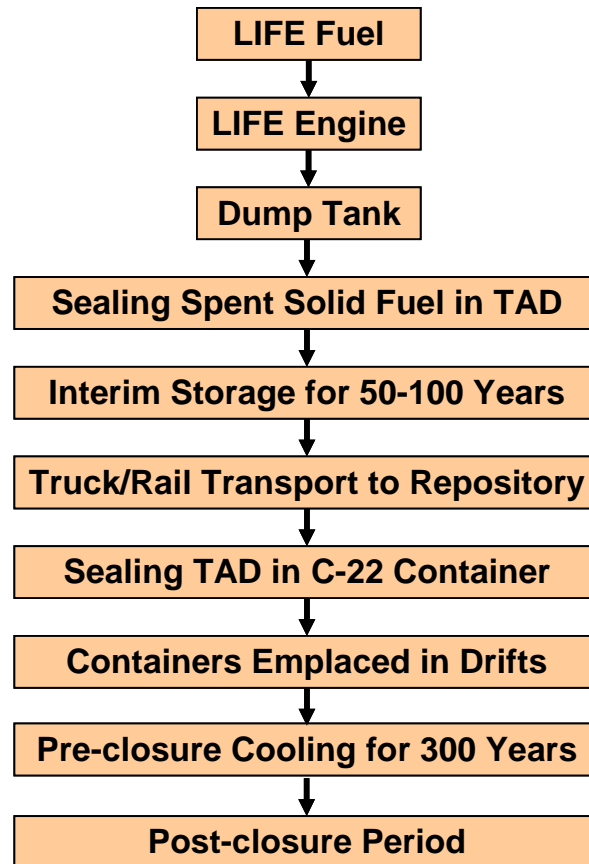 LIFE Fuel
LIFE Engine
Dump Tank
Sealing Spent Solid Fuel in TAD
Interim Storage for 50-100 Years
Truck/Rail Transport to Repository
Sealing TAD in C-22 Container
Containers Emplaced in Drifts
Pre-closure Cooling for 300 Years
Post-closure Period